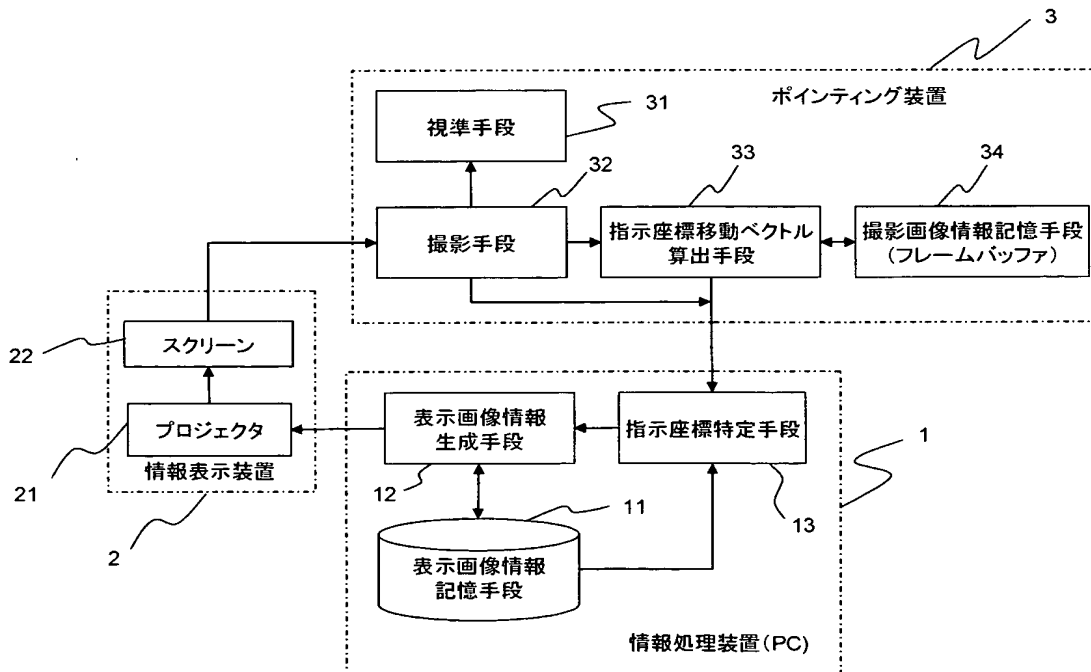 3
ポインティング装置
視準手段
31
32
33
34
撮影手段
指示座標移動ベクトル
算出手段
撮影画像情報記憶手段
(フレームバッファ)
22
スクリーン
21
プロジェクタ
情報表示装置
2
表示画像情報
生成手段
12
指示座標特定手段
13
1
11
表示画像情報
記憶手段
情報処理装置(PC)